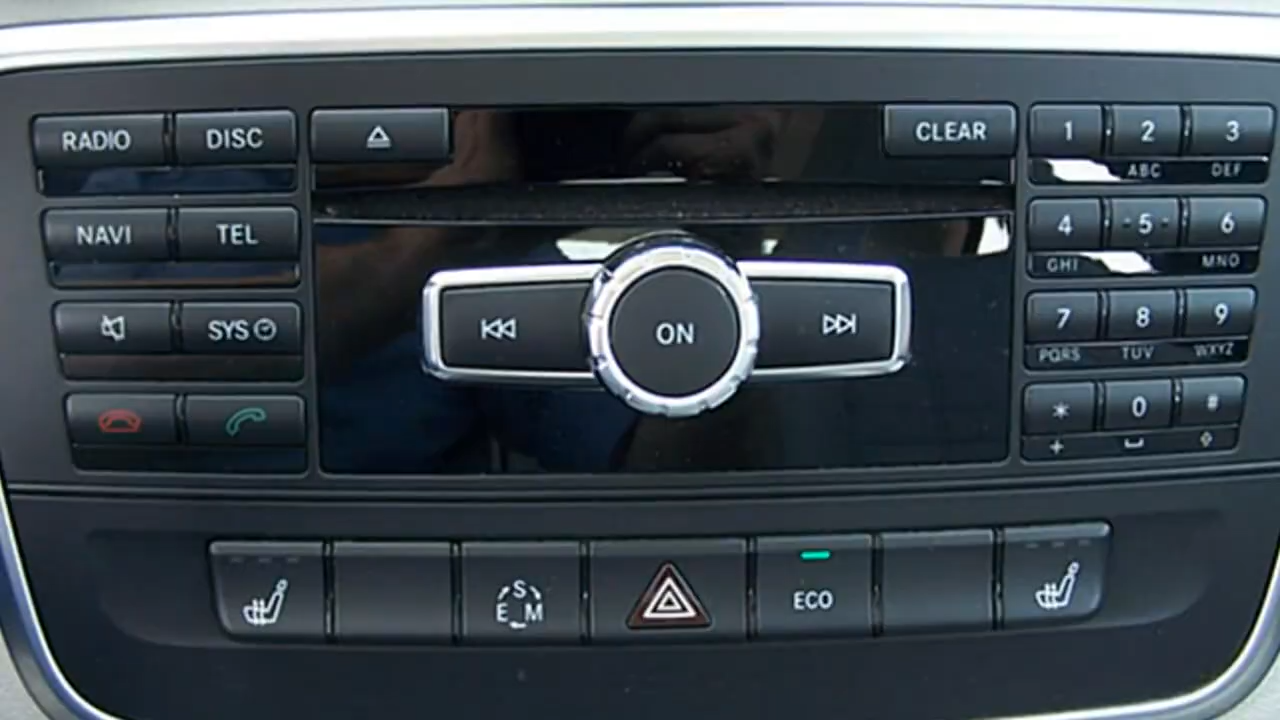 RADIO DISC CLEAR 1 2 3
ABC DEF
NAVI TEL 4 5 6
GHI MNO
SYS ON 7 8 9
PQRS TUV WXYZ
* 0 #
+
E S M ECO